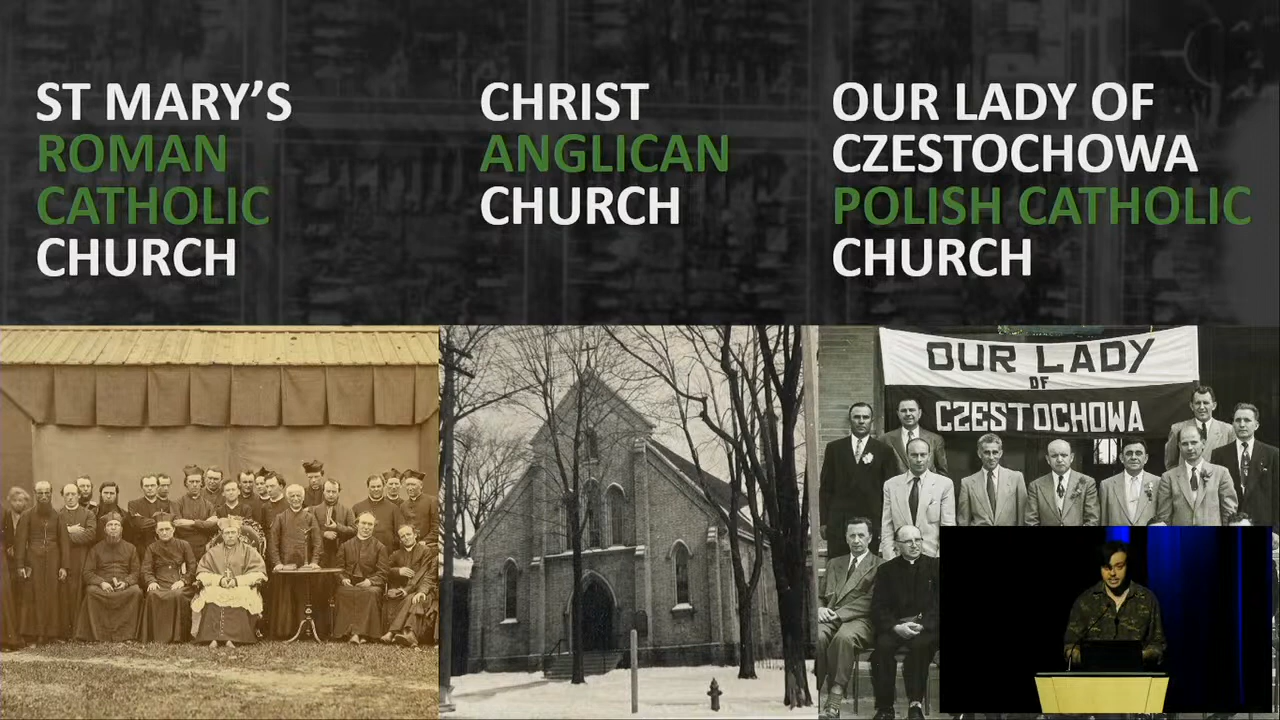 ST MARY'S
ROMAN
CATHOLIC
CHURCH
CHRIST
ANGLICAN
CHURCH
OUR LADY OF
CZESTOCHOWA
POLISH CATHOLIC
CHURCH
OUR LADY
OF
CZESTOCHOWA